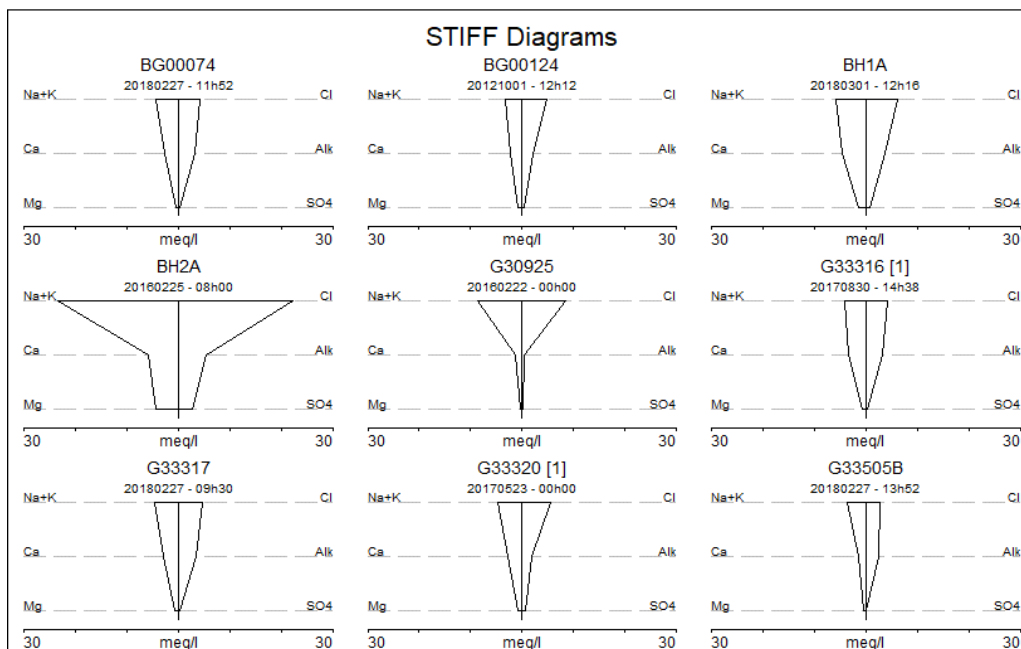 STIFF Diagrams
BG00074 BG00124 BH1A
20180227 - 11h52 20121001 - 12h12 20180301 - 12h16
Na+K Cl Na+K Cl Na+K Cl
Ca Alk Ca Alk Ca Alk
Mg SO4 Mg SO4 Mg SO4
30 meq/l 30 30 meq/l 30 30 meq/l 30
BH2A G30925 G33316 [1]
20160225 - 08h00 20160222 - 00h00 20170830 - 14h38
Na+K Cl Na+K Cl Na+K Cl
Ca Alk Ca Alk Ca Alk
Mg SO4 Mg SO4 Mg SO4
30 meq/l 30 30 meq/l 30 30 meq/l 30
G33317 G33320 [1] G33505B
20180227 - 09h30 20170523 - 00h00 20180227 - 13h52
Na+K Cl Na+K Cl Na+K Cl
Ca Alk Ca Alk Ca Alk
Mg SO4 Mg SO4 Mg SO4
30 meq/l 30 30 meq/l 30 30 meq/l 30